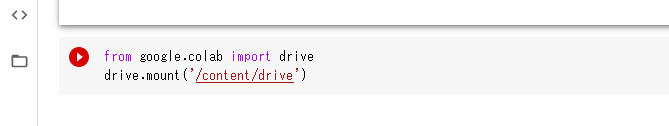 from google.colab import drive
drive.mount('/content/drive')